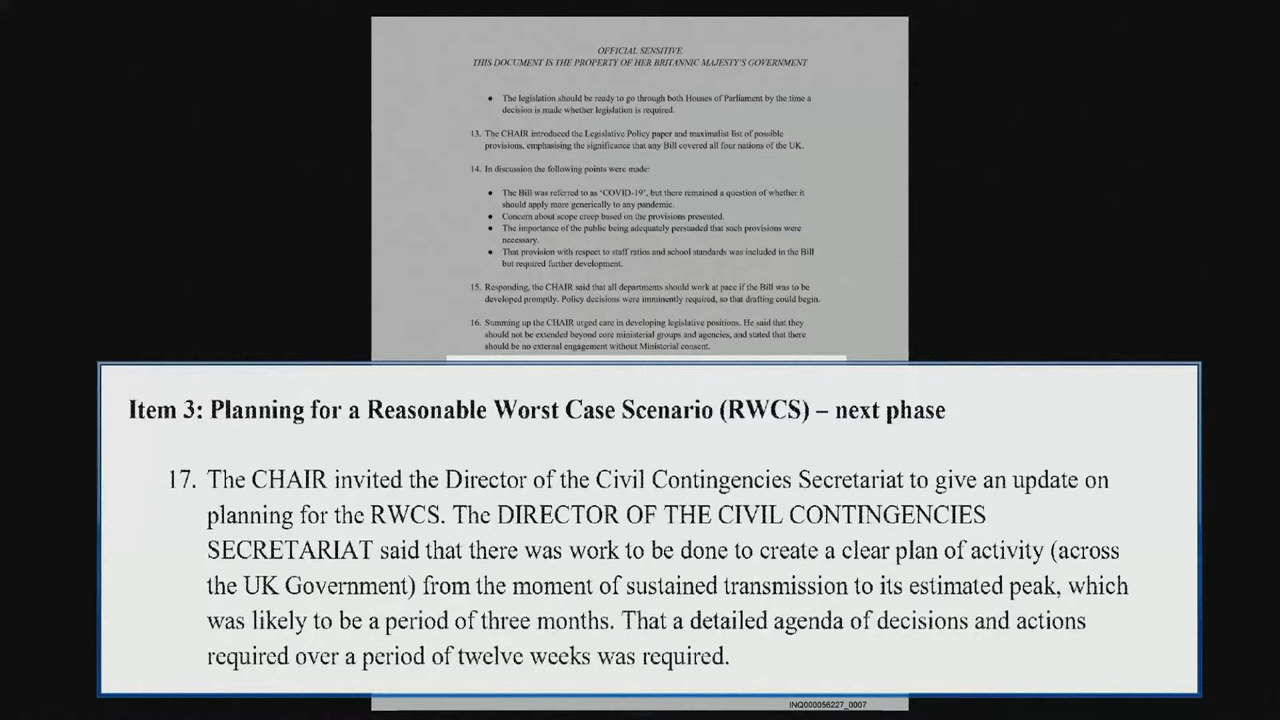 OFFICIAL SENSITIVE
THIS DOCUMENT IS THE PROPERTY OF HER BRITANNIC MAJESTY'S GOVERNMENT
● The legislation should be ready to go through both Houses of Parliament by the time a
decision is made whether legislation is required.
13. The CHAIR introduced the Legislative Policy paper and maximalist list of possible
provisions, emphasising the significance that any Bill covered all four nations of the UK.
14. In discussion the following points were made:
● The Bill was referred to as 'COVID-19', but there remained a question of whether it
should apply more generically to any pandemic.
● Concern about scope creep based on the provisions presented.
● The importance of the public being adequately persuaded that such provisions were
necessary.
● That provision with respect to staff ratios and school standards was included in the Bill
but required further development.
15. Responding, the CHAIR said that all departments should work at pace if the Bill was to be
developed promptly. Policy decisions were imminently required, so that drafting could begin.
16. Summing up the CHAIR urged care in developing legislative positions. He said that they
should not be extended beyond core ministerial groups and agencies, and stated that there
should be no external engagement without Ministerial consent.
Item 3: Planning for a Reasonable Worst Case Scenario (RWCS) – next phase
17. The CHAIR invited the Director of the Civil Contingencies Secretariat to give an update on
planning for the RWCS. The DIRECTOR OF THE CIVIL CONTINGENCIES
SECRETARIAT said that there was work to be done to create a clear plan of activity (across
the UK Government) from the moment of sustained transmission to its estimated peak, which
was likely to be a period of three months. That a detailed agenda of decisions and actions
required over a period of twelve weeks was required.
INQ000056227_0007